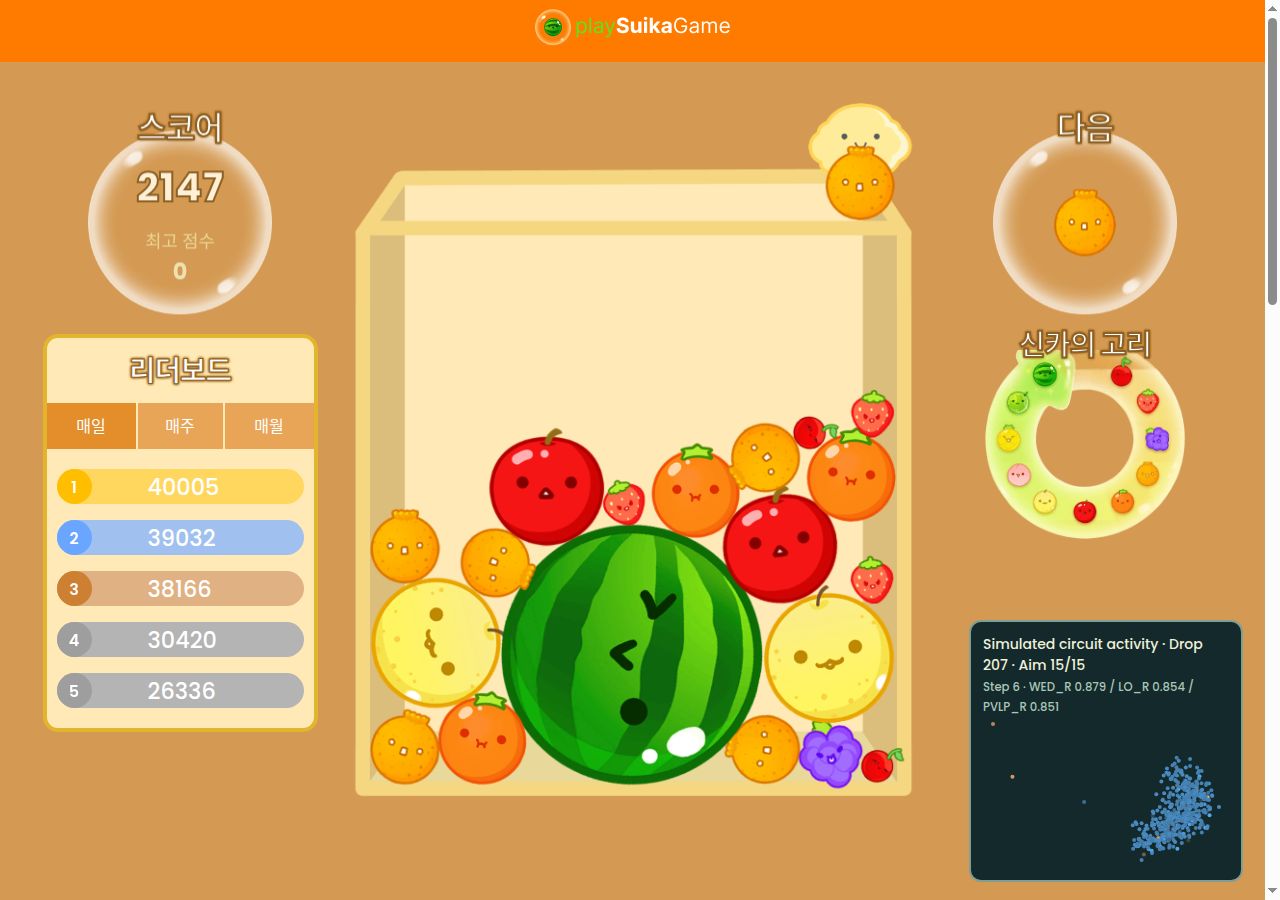 playSuikaGame
스코어
2147
최고 점수
0
리더보드
매일 매주 매월
1 40005
2 39032
3 38166
4 30420
5 26336
다음
신카의 고리
Simulated circuit activity · Drop
207 · Aim 15/15
Step 6 · WED_R 0.879 / LO_R 0.854 /
PVLP_R 0.851